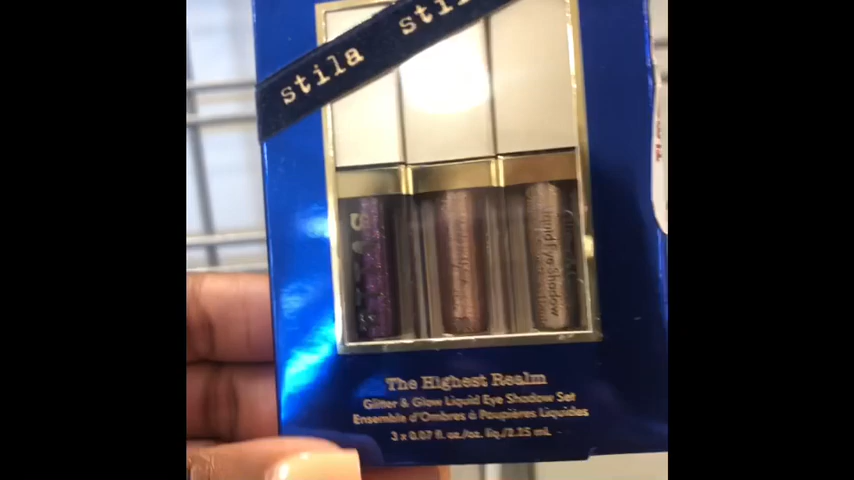 stila stila
The Highest Realm
Glitter & Glow Liquid Eye Shadow Set
Ensemble d'Ombres à Paupières Liquides
3 x 0.07 fl. oz./oz. liq./2.25 mL